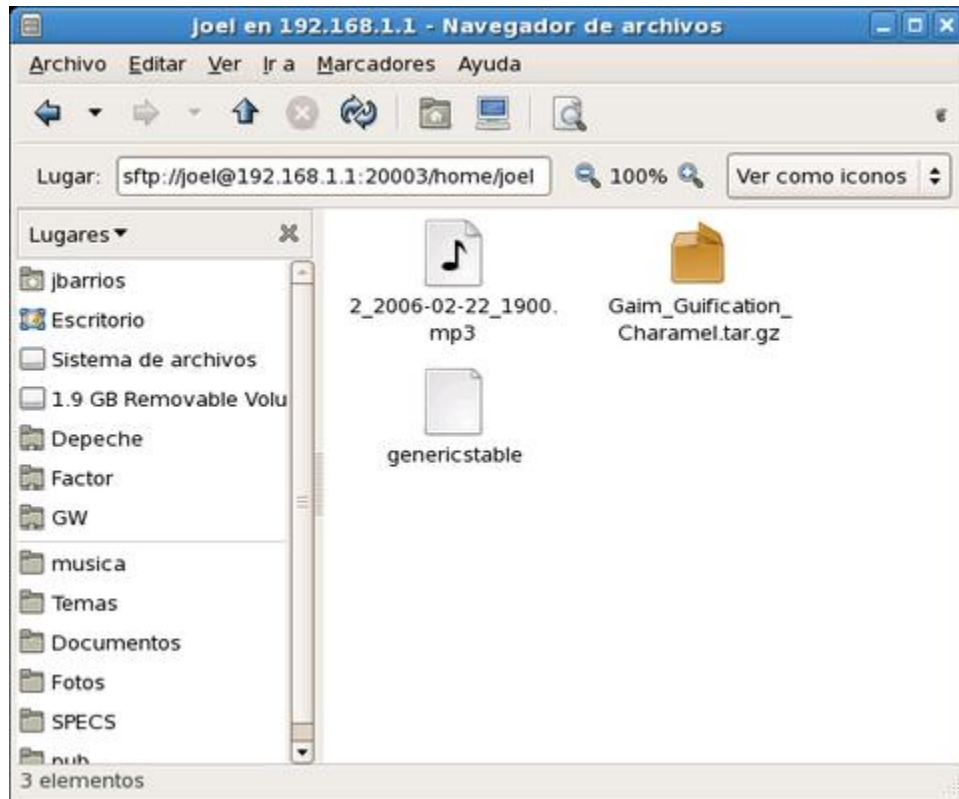 joel en 192.168.1.1 - Navegador de archivos
Archivo Editar Ver Ir a Marcadores Ayuda
Lugar: sftp://joel@192.168.1.1:20003/home/joel 100% Ver como iconos
Lugares
jbarrios
Escritorio
Sistema de archivos
1.9 GB Removable Volu
Depeche
Factor
GW
musica
Temas
Documentos
Fotos
SPECS
pub
2_2006-02-22_1900.
mp3
Gaim_Guification_
Charamel.tar.gz
genericstable
3 elementos